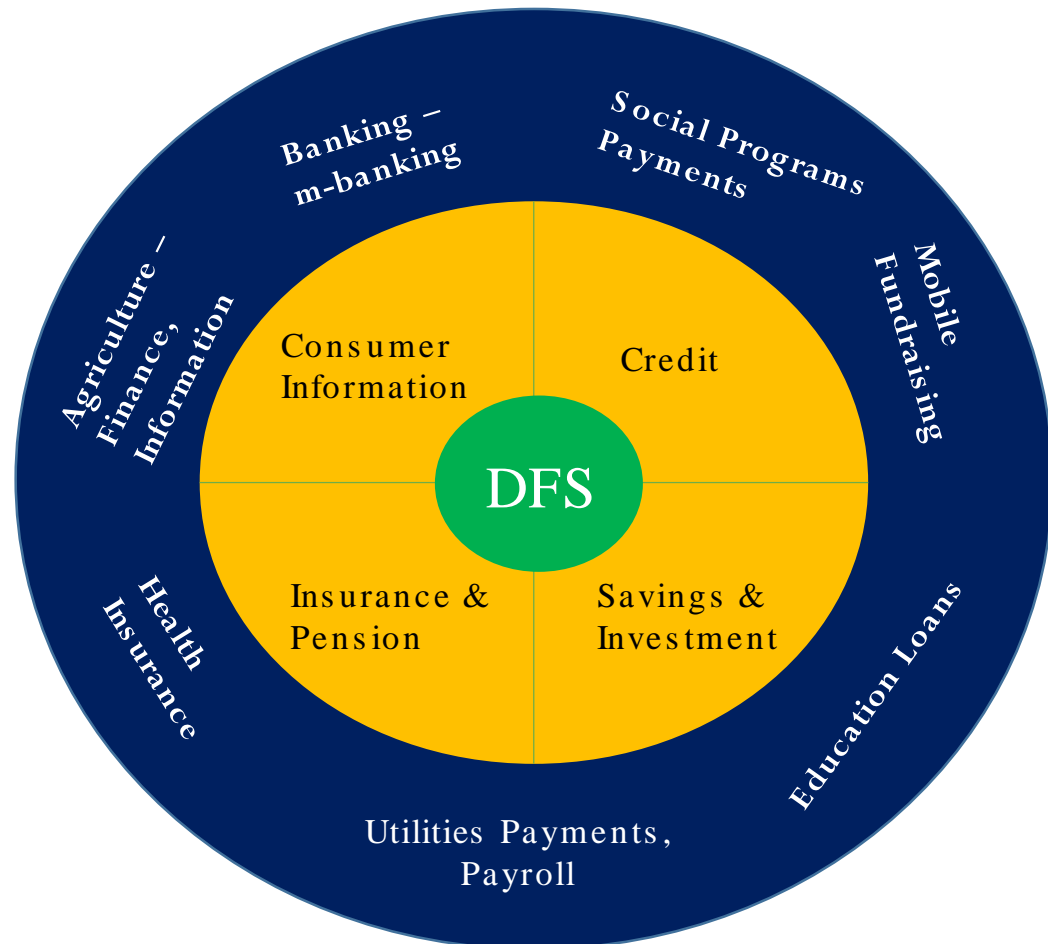 Banking –
m-banking
Social Programs
Payments
Mobile
Fundraising
Agriculture –
Finance,
Information
Consumer
Information
Credit
DFS
Insurance &
Pension
Savings &
Investment
Health
Insurance
Education Loans
Utilities Payments,
Payroll